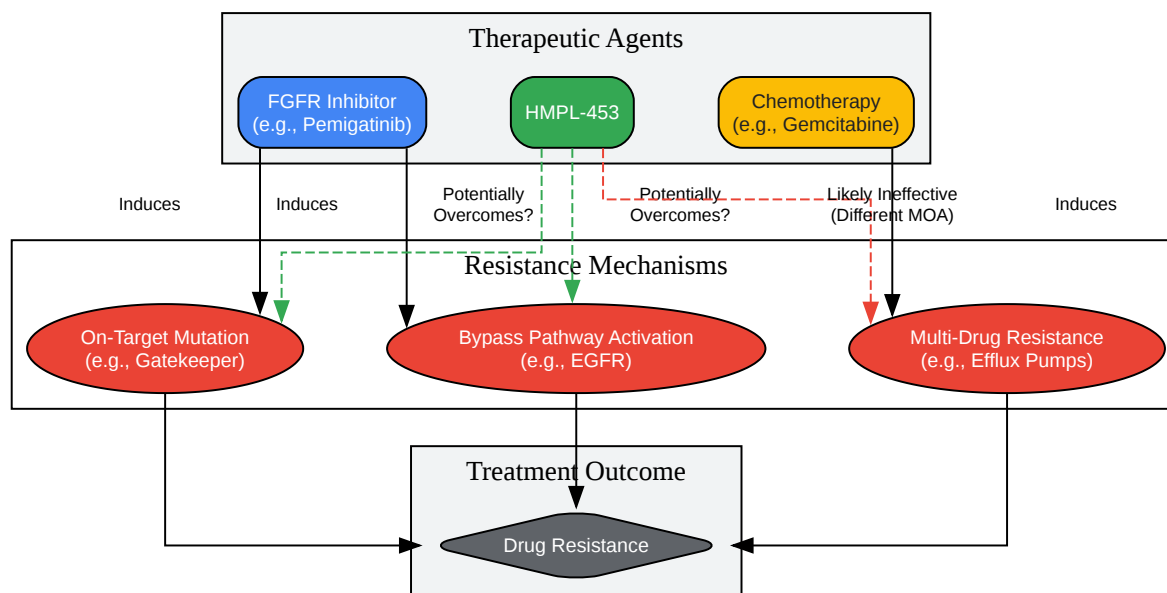 Therapeutic Agents
FGFR Inhibitor
(e.g., Pemigatinib)
HMPL-453
Chemotherapy
(e.g., Gemcitabine)
Induces
Induces
Potentially
Overcomes?
Potentially
Overcomes?
Likely Ineffective
(Different MOA)
Induces
Resistance Mechanisms
On-Target Mutation
(e.g., Gatekeeper)
Bypass Pathway Activation
(e.g., EGFR)
Multi-Drug Resistance
(e.g., Efflux Pumps)
Treatment Outcome
Drug Resistance